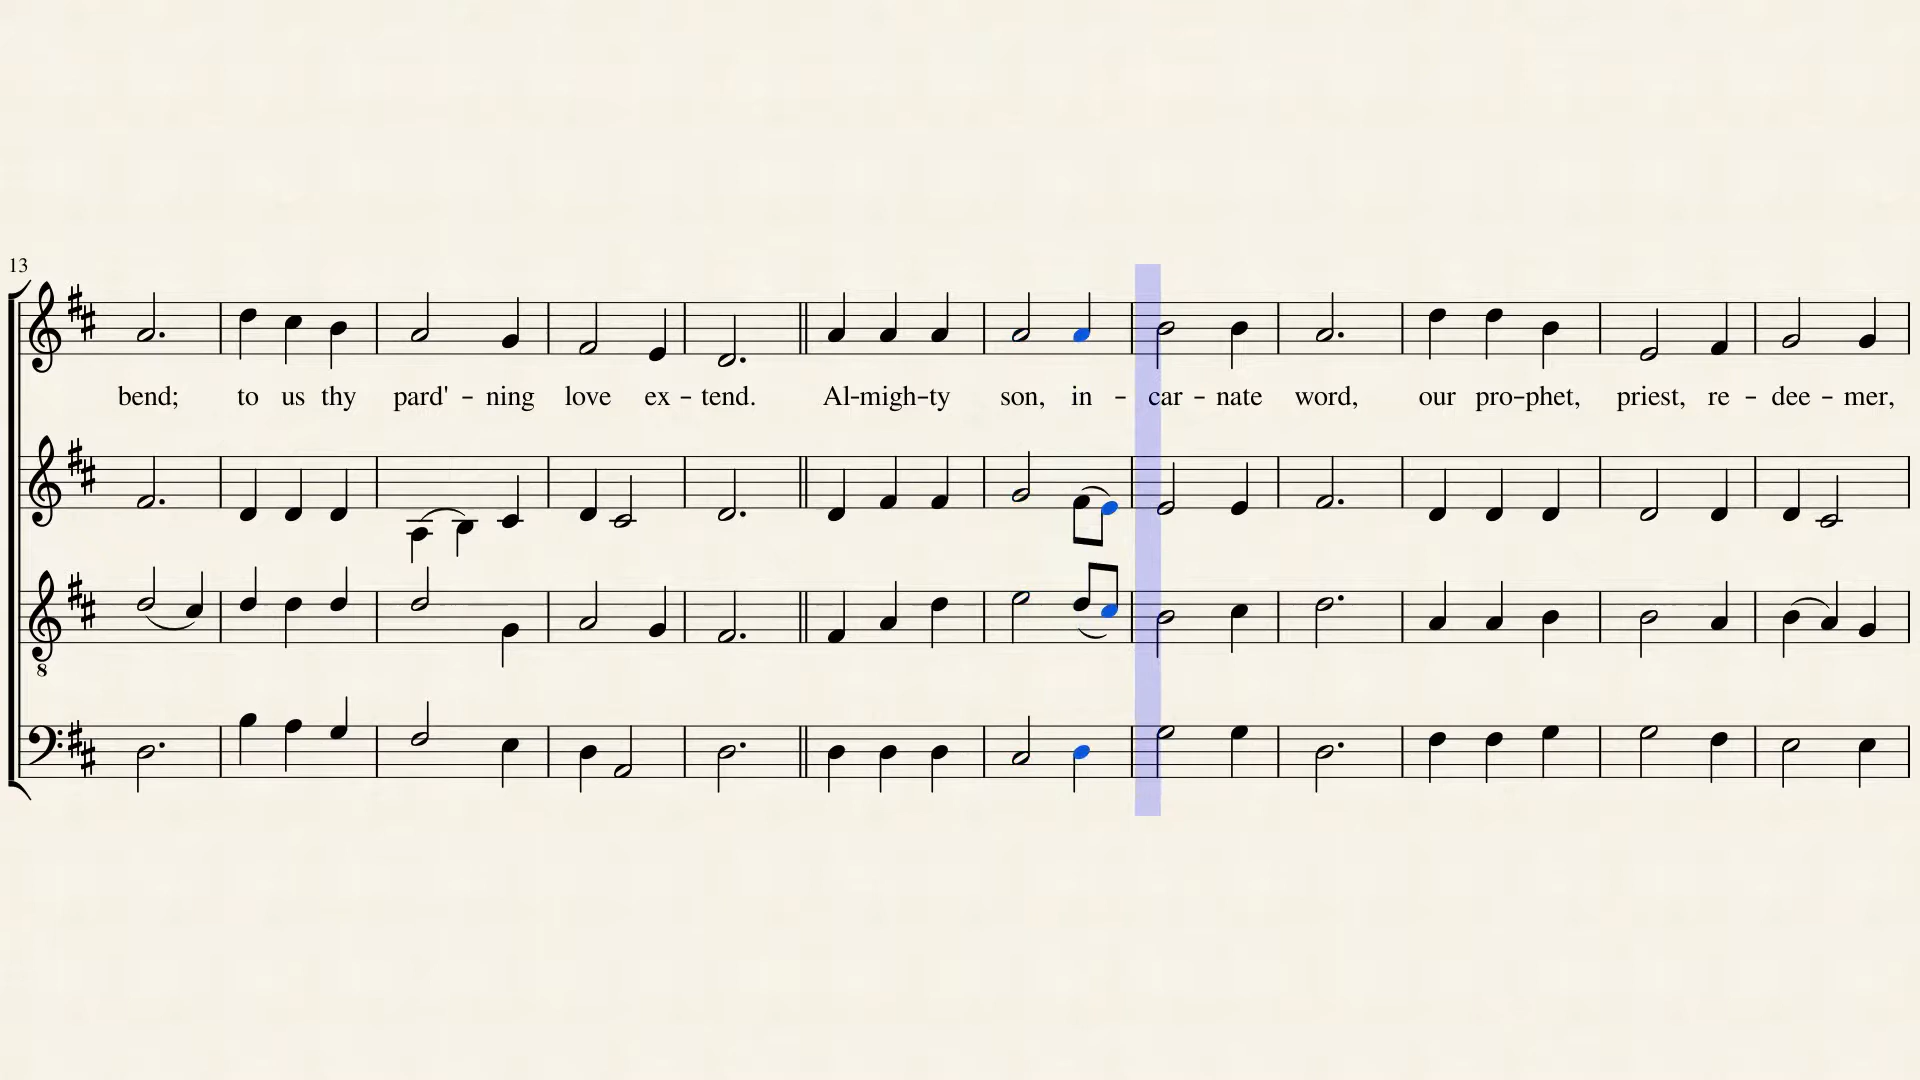 13
bend; to us thy pard' - ning love ex - tend. Al-migh-ty son, in - car - nate word, our pro-phet, priest, re - dee - mer,
8